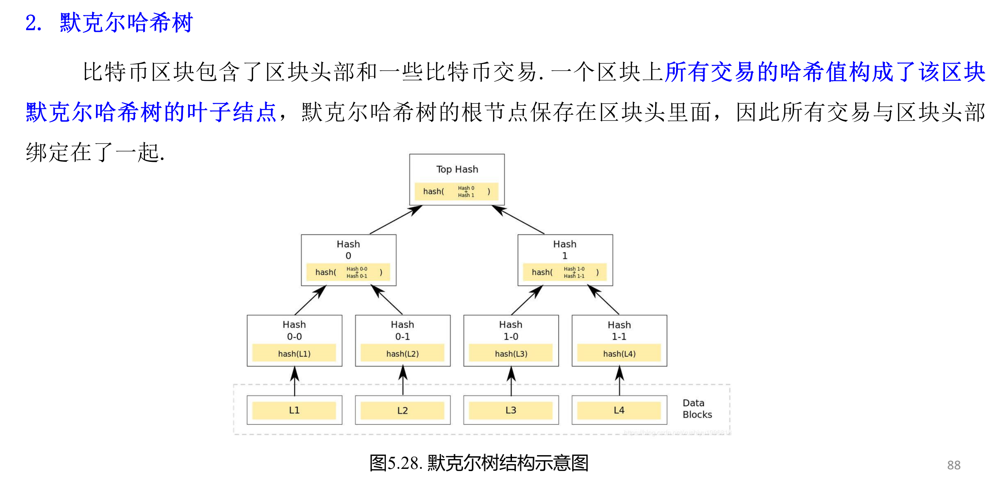 2. 默克尔哈希树
比特币区块包含了区块头部和一些比特币交易. 一个区块上所有交易的哈希值构成了该区块
默克尔哈希树的叶子结点，默克尔哈希树的根节点保存在区块头里面，因此所有交易与区块头部
绑定在了一起.
Top Hash
hash( Hash 0 + Hash 1 )
Hash
0
hash( Hash 0-0 + Hash 0-1 )
Hash
1
hash( Hash 1-0 + Hash 1-1 )
Hash
0-0
hash(L1)
Hash
0-1
hash(L2)
Hash
1-0
hash(L3)
Hash
1-1
hash(L4)
L1
L2
L3
L4
Data
Blocks
图5.28. 默克尔树结构示意图
88